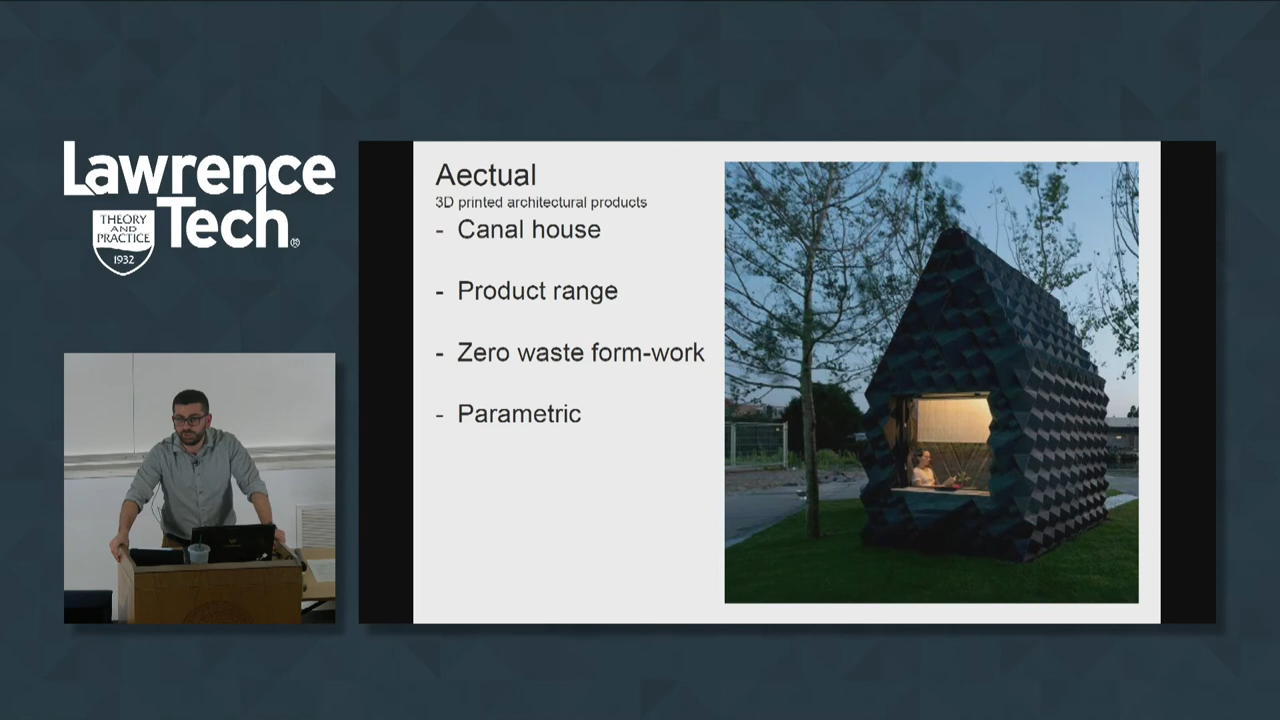 Lawrence
Tech®
THEORY
AND
PRACTICE
1932
Aectual
3D printed architectural products
- Canal house
- Product range
- Zero waste form-work
- Parametric